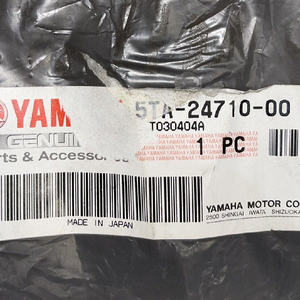 YAM
5TA-24710-00
GENUIN
T030404A
rts & Accessor
1 PC
YAMAHA MOTOR CO
MADE IN JAPAN
2500 SHINGAI, IWATA SHIZUOKA